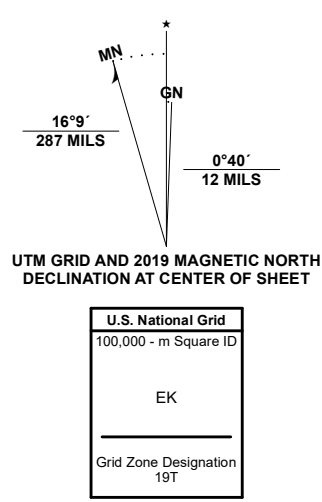 ★
MN
GN
16°9´
287 MILS
0°40´
12 MILS
UTM GRID AND 2019 MAGNETIC NORTH
DECLINATION AT CENTER OF SHEET
U.S. National Grid
100,000 - m Square ID
EK
Grid Zone Designation
19T